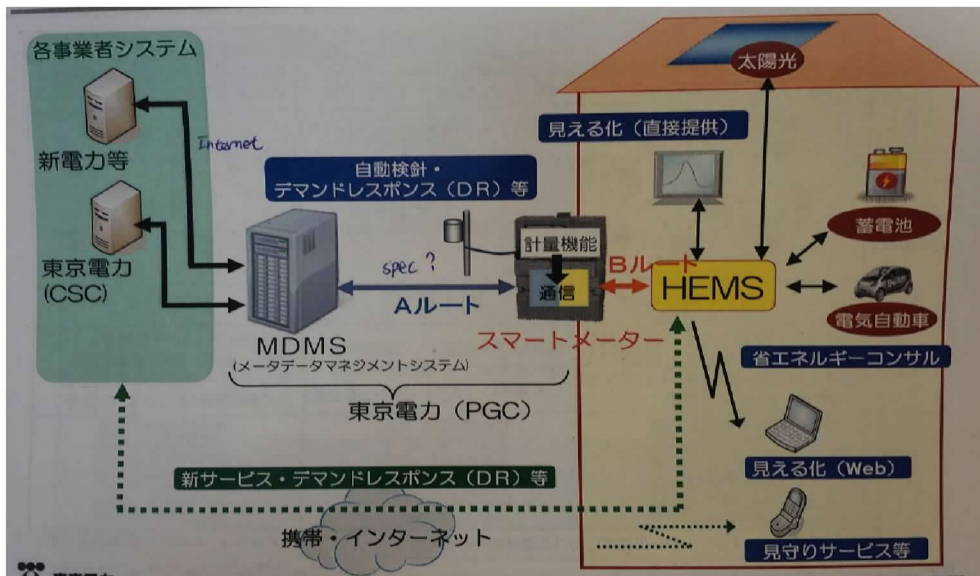 各事業者システム
新電力等
東京電力
(CSC)
Internet
自動検針・
デマンドレスポンス（DR）等
spec ?
Aルート
MDMS
(メータデータマネジメントシステム)
東京電力（PGC）
計量機能
通信
スマートメーター
Bルート
HEMS
太陽光
見える化（直接提供）
蓄電池
電気自動車
省エネルギーコンサル
見える化（Web）
見守りサービス等
新サービス・デマンドレスポンス（DR）等
携帯・インターネット